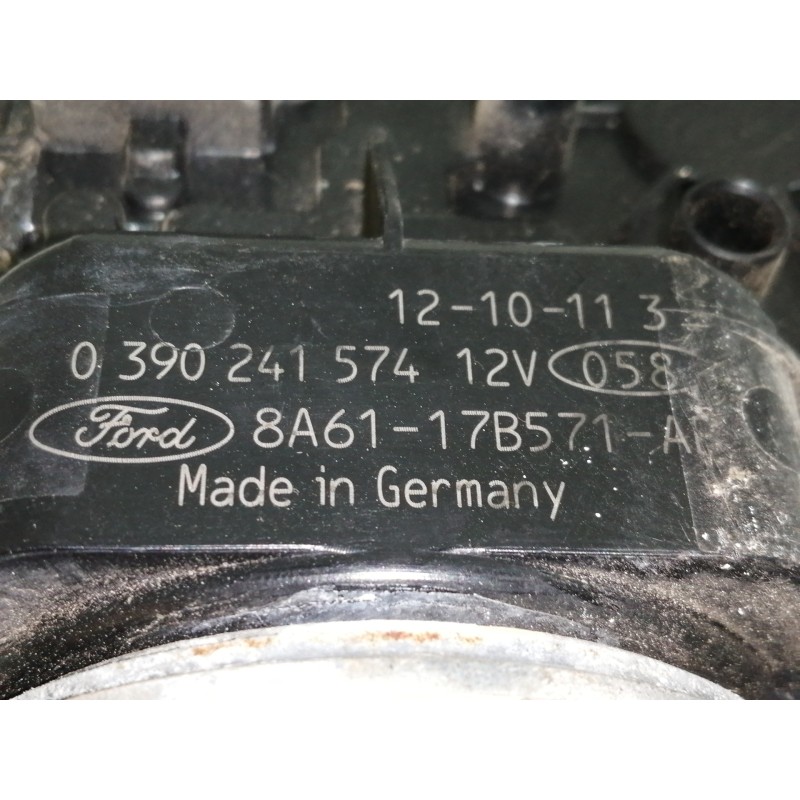 12-10-11 3
0 390 241 574 12V 058
Ford 8A61-17B571-A
Made in Germany